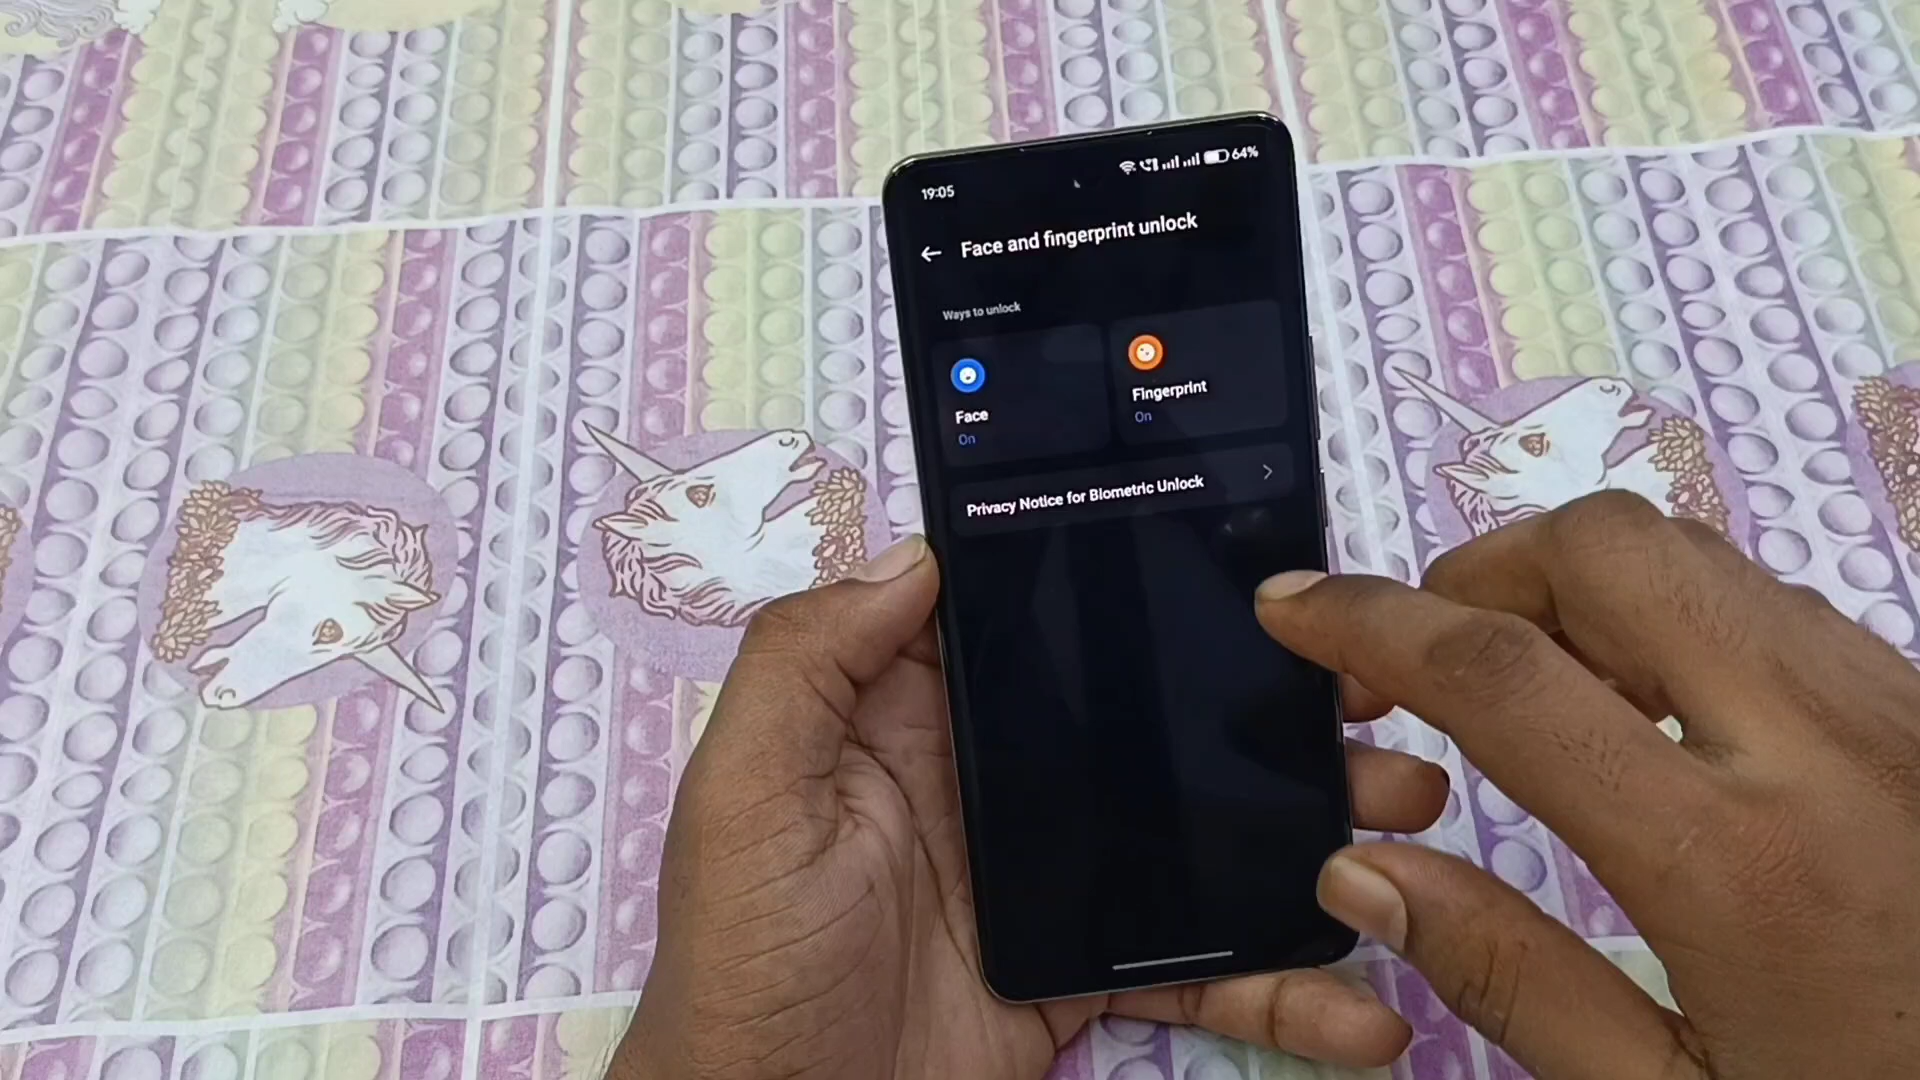 19:05
64%
Face and fingerprint unlock
Ways to unlock
Face
On
Fingerprint
On
Privacy Notice for Biometric Unlock